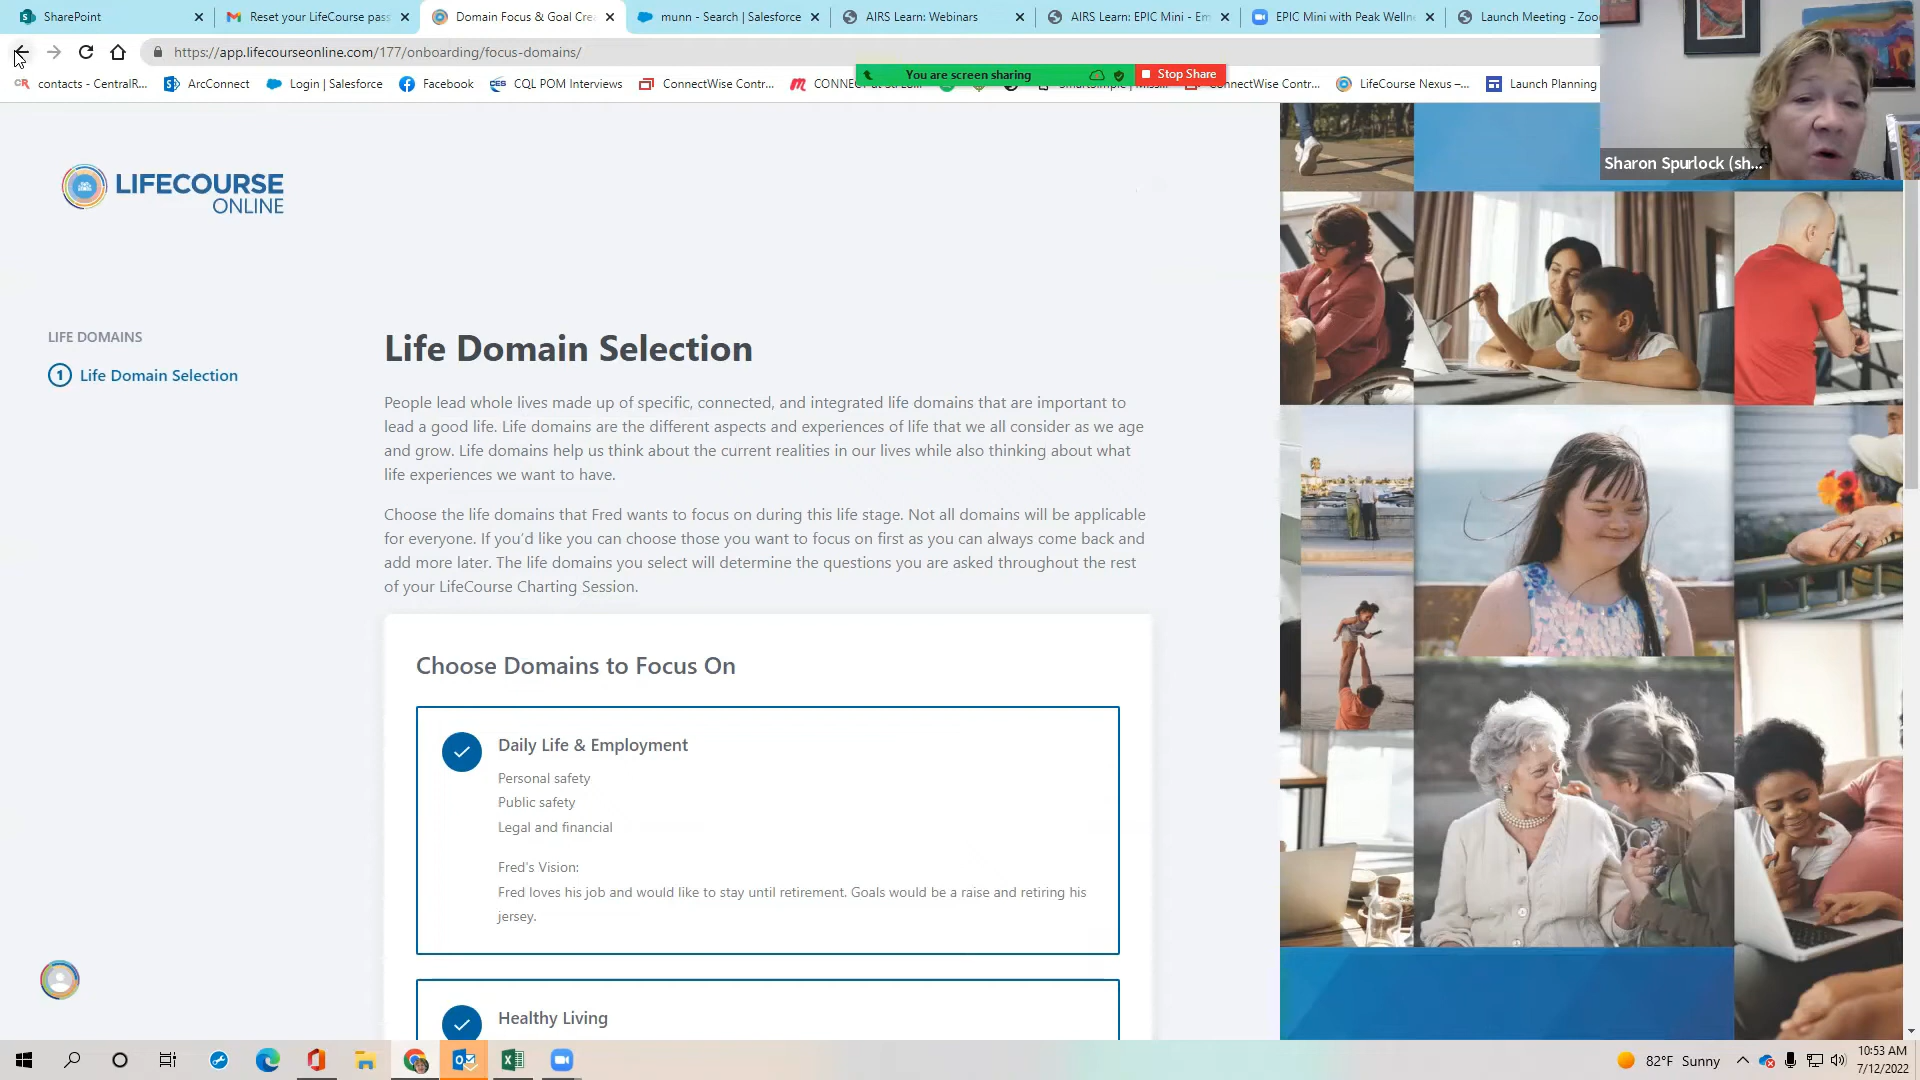 SharePoint
Reset your LifeCourse pass
Domain Focus & Goal Cre
munn - Search | Salesforce
AIRS Learn: Webinars
AIRS Learn: EPIC Mini - Em
EPIC Mini with Peak Welln
Launch Meeting - Zoo
https://app.lifecourseonline.com/177/onboarding/focus-domains/
You are screen sharing
Stop Share
contacts - CentralR...
ArcConnect
Login | Salesforce
Facebook
CQL POM Interviews
ConnectWise Contr...
ConnectWise Contr...
LifeCourse Nexus –...
Launch Planning
Sharon Spurlock (sh...
LIFECOURSE
ONLINE
LIFE DOMAINS
1 Life Domain Selection
Life Domain Selection
People lead whole lives made up of specific, connected, and integrated life domains that are important to
lead a good life. Life domains are the different aspects and experiences of life that we all consider as we age
and grow. Life domains help us think about the current realities in our lives while also thinking about what
life experiences we want to have.
Choose the life domains that Fred wants to focus on during this life stage. Not all domains will be applicable
for everyone. If you'd like you can choose those you want to focus on first as you can always come back and
add more later. The life domains you select will determine the questions you are asked throughout the rest
of your LifeCourse Charting Session.
Choose Domains to Focus On
Daily Life & Employment
Personal safety
Public safety
Legal and financial
Fred's Vision:
Fred loves his job and would like to stay until retirement. Goals would be a raise and retiring his
jersey.
Healthy Living
82°F Sunny
10:53 AM
7/12/2022